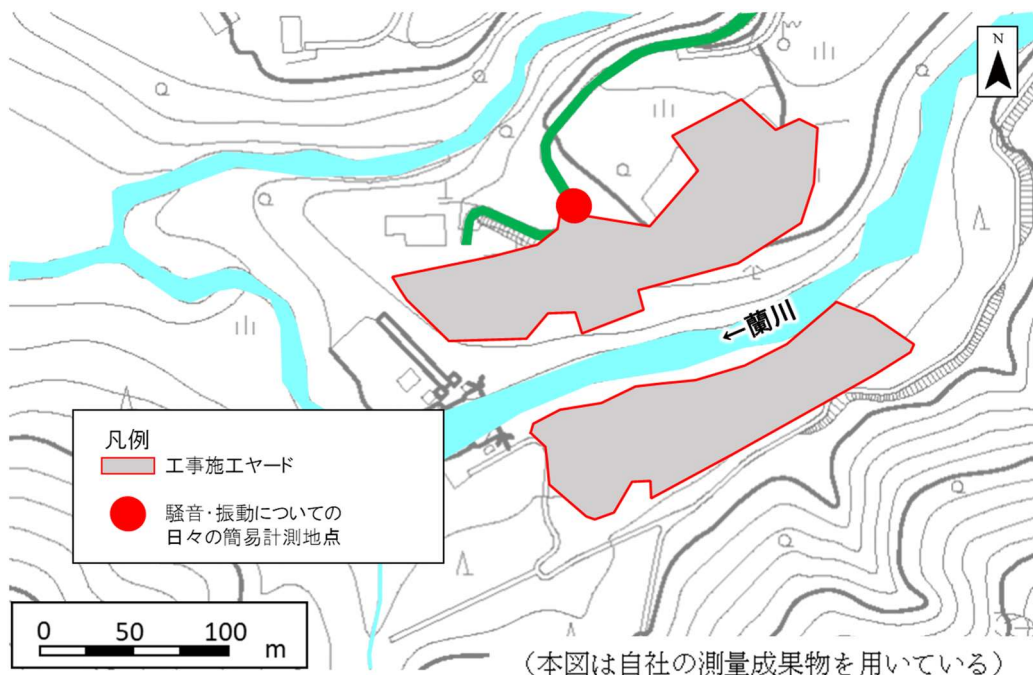 N
←蘭川
凡例
工事施工ヤード
騒音･振動についての
日々の簡易計測地点
0 50 100
m
（本図は自社の測量成果物を用いている）